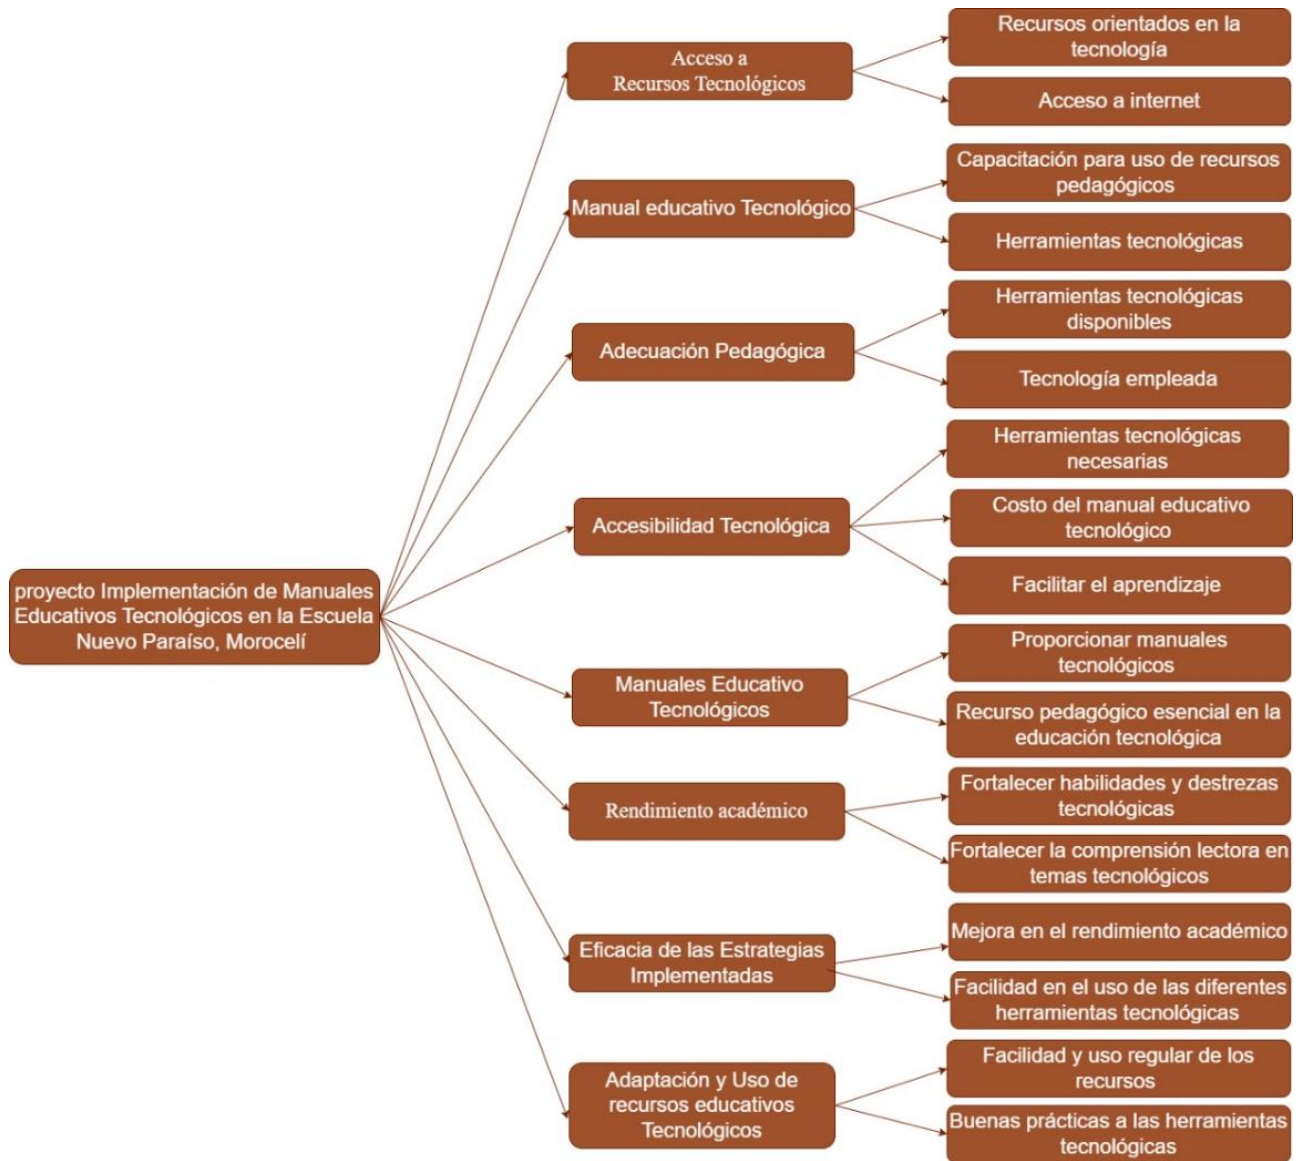 proyecto Implementación de Manuales
Educativos Tecnológicos en la Escuela
Nuevo Paraíso, Morocelí
Acceso a
Recursos Tecnológicos
Recursos orientados en la
tecnología
Acceso a internet
Manual educativo Tecnológico
Capacitación para uso de recursos
pedagógicos
Herramientas tecnológicas
Adecuación Pedagógica
Herramientas tecnológicas
disponibles
Tecnología empleada
Accesibilidad Tecnológica
Herramientas tecnológicas
necesarias
Costo del manual educativo
tecnológico
Facilitar el aprendizaje
Manuales Educativo
Tecnológicos
Proporcionar manuales
tecnológicos
Recurso pedagógico esencial en la
educación tecnológica
Rendimiento académico
Fortalecer habilidades y destrezas
tecnológicas
Fortalecer la comprensión lectora en
temas tecnológicos
Eficacia de las Estrategias
Implementadas
Mejora en el rendimiento académico
Facilidad en el uso de las diferentes
herramientas tecnológicas
Adaptación y Uso de
recursos educativos
Tecnológicos
Facilidad y uso regular de los
recursos
Buenas prácticas a las herramientas
tecnológicas